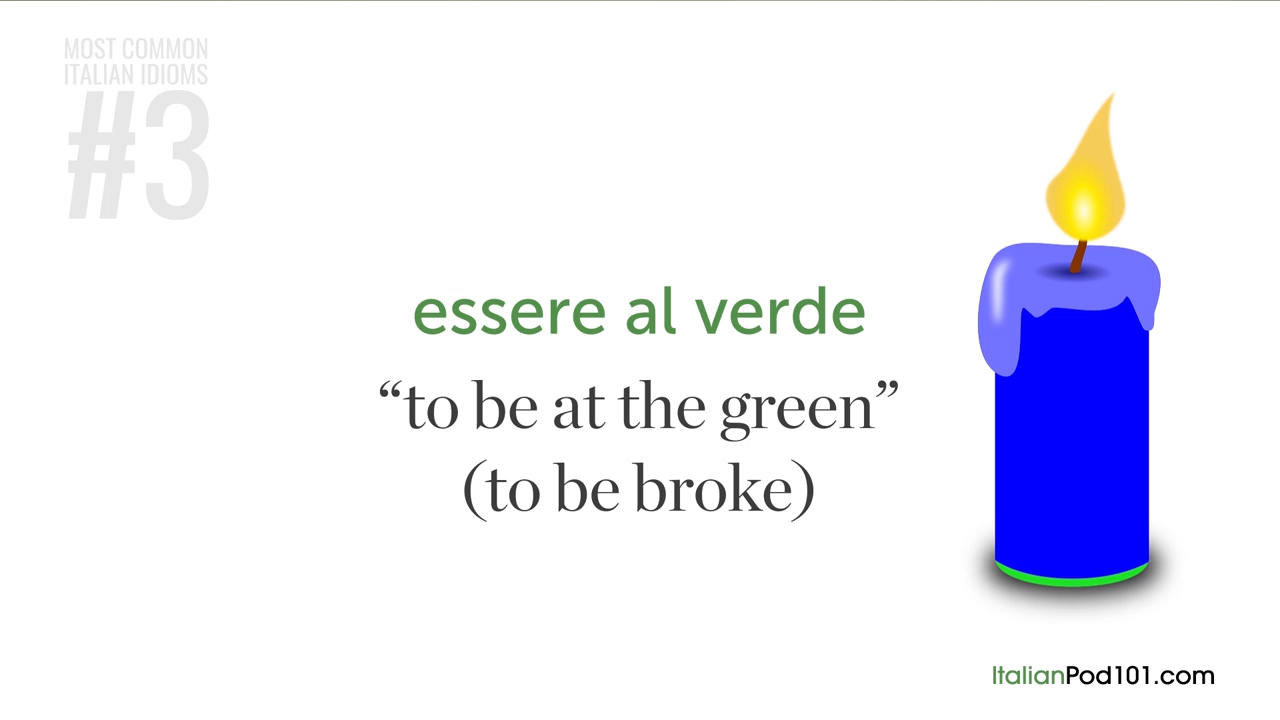 MOST COMMON
ITALIAN IDIOMS
#3
essere al verde
“to be at the green”
(to be broke)
ItalianPod101.com